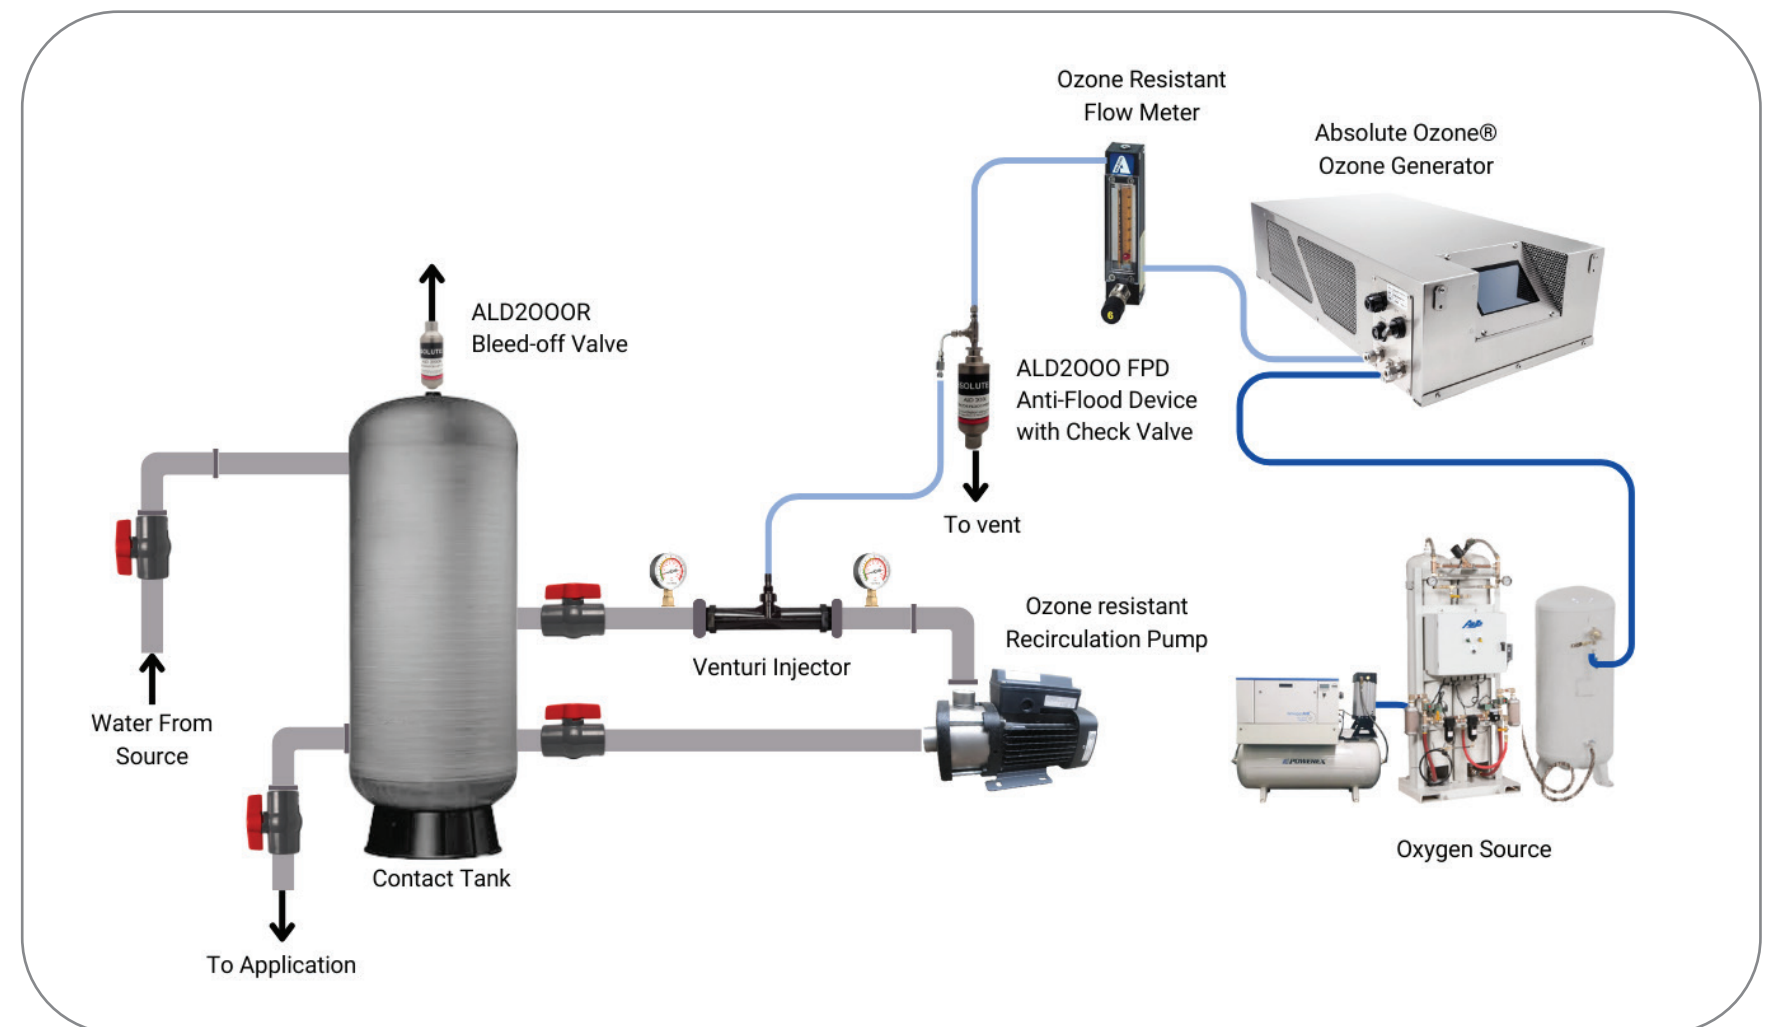 Ozone Resistant
Flow Meter
Absolute Ozone®
Ozone Generator
ALD2000R
Bleed-off Valve
ALD2000 FPD
Anti-Flood Device
with Check Valve
To vent
6
Ozone resistant
Recirculation Pump
Venturi Injector
Water From
Source
Contact Tank
To Application
Oxygen Source